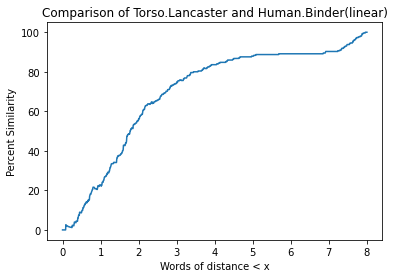 Comparison of Torso.Lancaster and Human.Binder(linear)
100
80
60
40
20
0
Percent Similarity
0 1 2 3 4 5 6 7 8
Words of distance < x